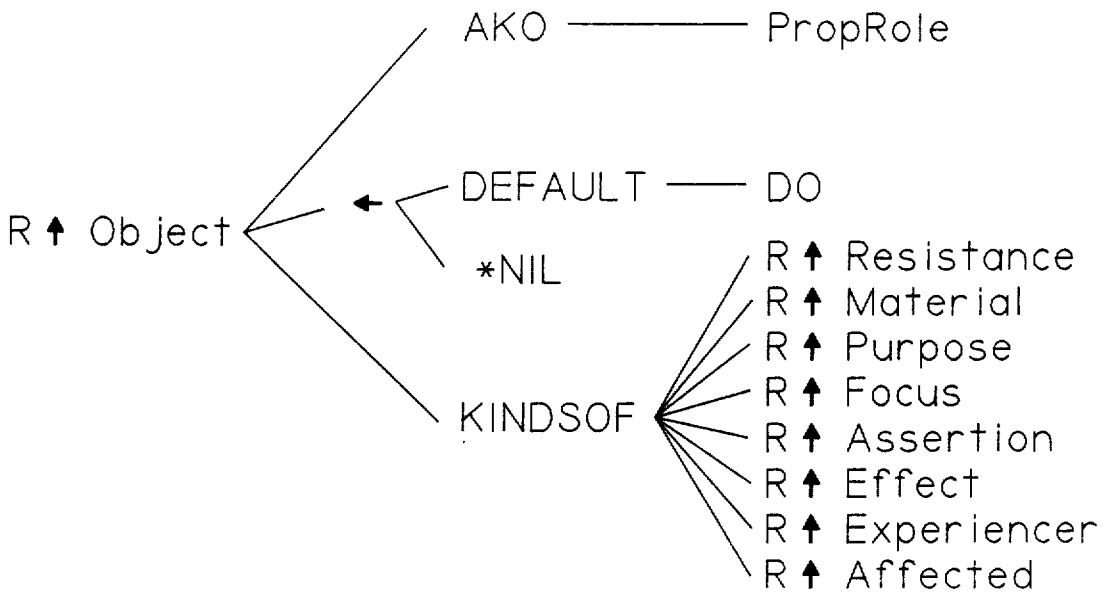 AKO PropRole
DEFAULT DO
R ↑ Object ←
*NIL
R ↑ Resistance
R ↑ Material
R ↑ Purpose
R ↑ Focus
KINDSOF
R ↑ Assertion
R ↑ Effect
R ↑ Experiencer
R ↑ Affected